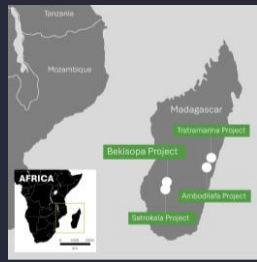 Tanzania
Mozambique
Madagascar
Tratramarina Project
Bekisopa Project
AFRICA
Ambodilafa Project
Satrokala Project